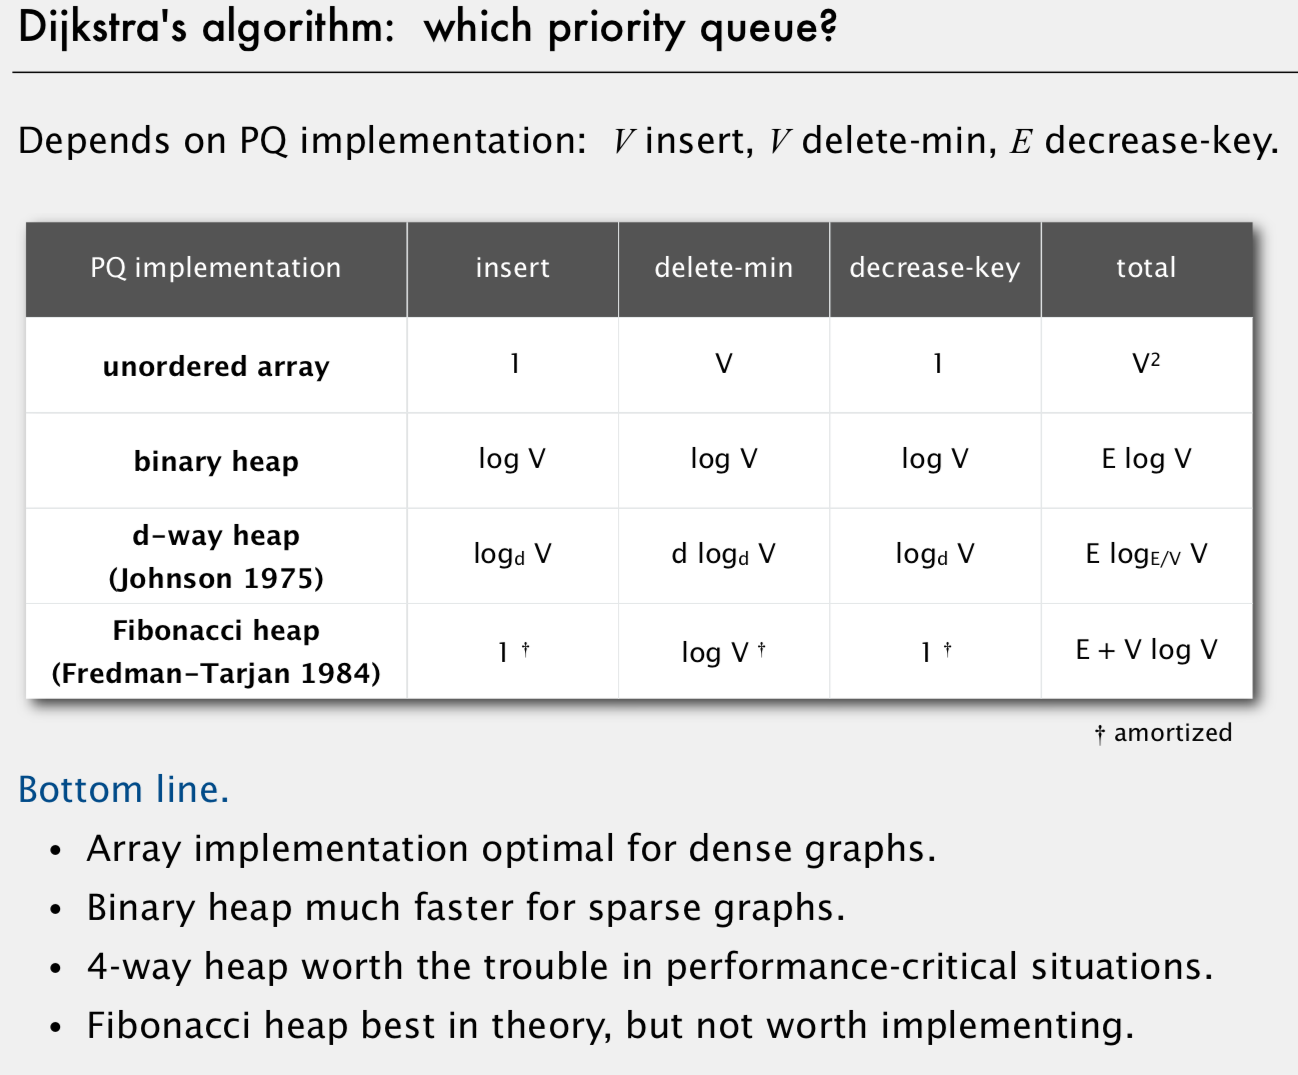 Dijkstra's algorithm: which priority queue?
Depends on PQ implementation: V insert, V delete-min, E decrease-key.
PQ implementation insert delete-min decrease-key total
unordered array 1 V 1 V²
binary heap log V log V log V E log V
d-way heap
(Johnson 1975) log_d V d log_d V log_d V E log_E/V V
Fibonacci heap
(Fredman-Tarjan 1984) 1 † log V † 1 † E + V log V
† amortized
Bottom line.
• Array implementation optimal for dense graphs.
• Binary heap much faster for sparse graphs.
• 4-way heap worth the trouble in performance-critical situations.
• Fibonacci heap best in theory, but not worth implementing.